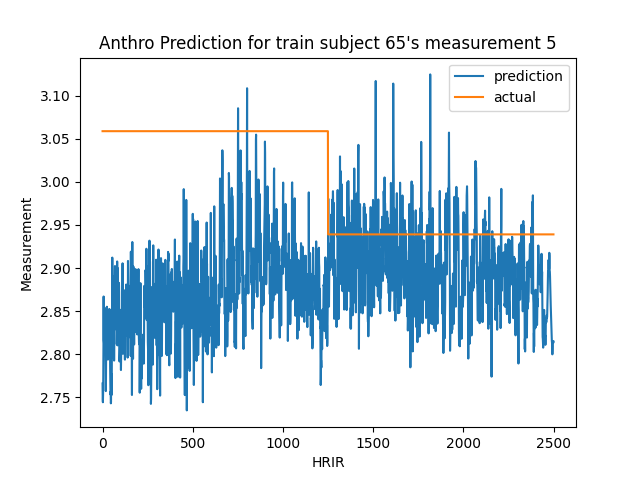 Anthro Prediction for train subject 65's measurement 5
prediction
actual
Measurement
3.10
3.05
3.00
2.95
2.90
2.85
2.80
2.75
0 500 1000 1500 2000 2500
HRIR